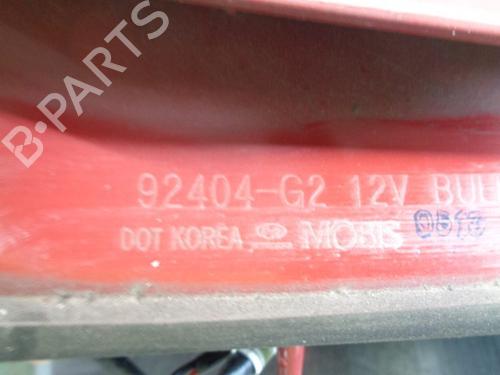 B-PARTS
92404-G2 12V BUL
DOT KOREA MOBIS